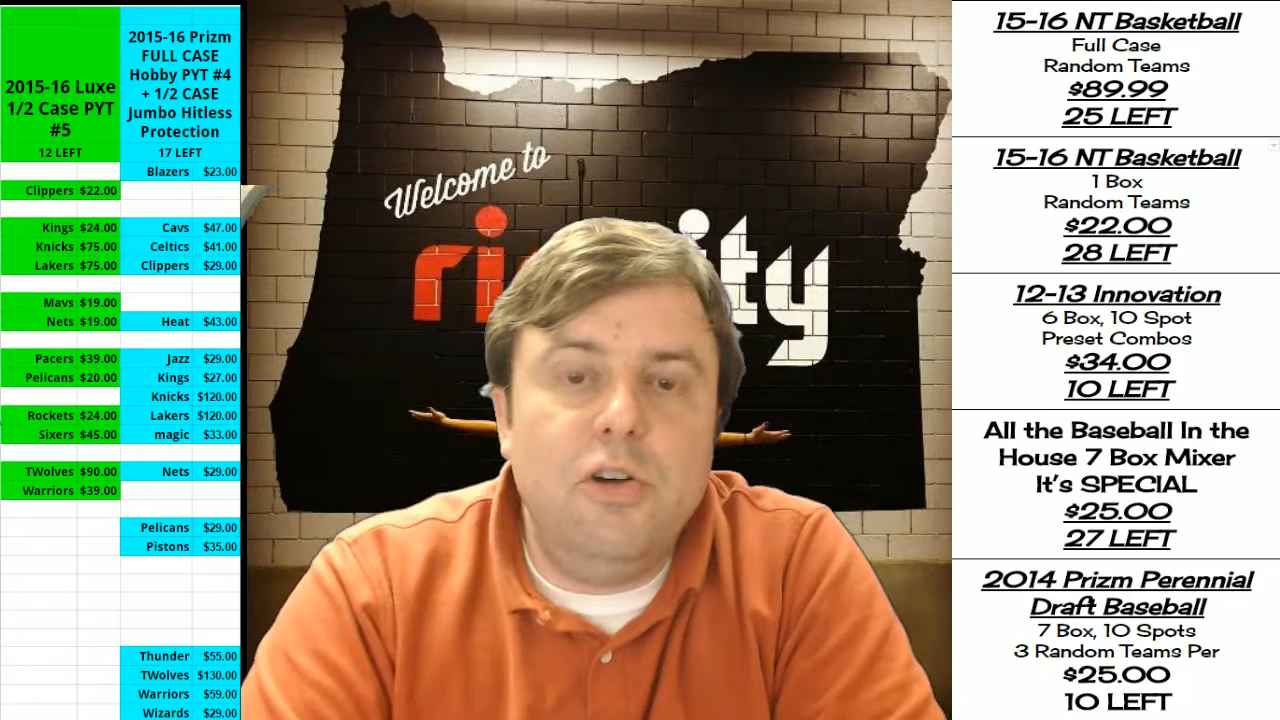 2015-16 Luxe
1/2 Case PYT
#5
12 LEFT
Clippers $22.00
Kings $24.00
Knicks $75.00
Lakers $75.00
Mavs $19.00
Nets $19.00
Pacers $39.00
Pelicans $20.00
Rockets $24.00
Sixers $45.00
TWolves $90.00
Warriors $39.00
2015-16 Prizm
FULL CASE
Hobby PYT #4
+ 1/2 CASE
Jumbo Hitless
Protection
17 LEFT
Blazers $23.00
Cavs $47.00
Celtics $41.00
Clippers $29.00
Heat $43.00
Jazz $29.00
Kings $27.00
Knicks $120.00
Lakers $120.00
magic $33.00
Nets $29.00
Pelicans $29.00
Pistons $35.00
Thunder $55.00
TWolves $130.00
Warriors $59.00
Wizards $29.00
Welcome to
ri ity
15-16 NT Basketball
Full Case
Random Teams
$89.99
25 LEFT
15-16 NT Basketball
1 Box
Random Teams
$22.00
28 LEFT
12-13 Innovation
6 Box, 10 Spot
Preset Combos
$34.00
10 LEFT
All the Baseball In the
House 7 Box Mixer
It's SPECIAL
$25.00
27 LEFT
2014 Prizm Perennial
Draft Baseball
7 Box, 10 Spots
3 Random Teams Per
$25.00
10 LEFT